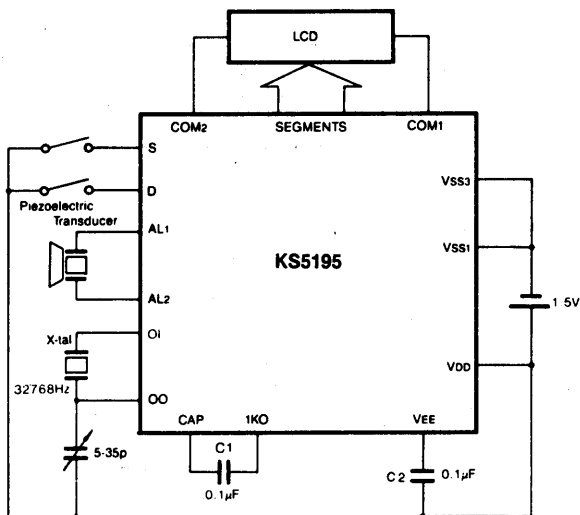 LCD
COM2
SEGMENTS
COM1
S
D
Piezoelectric
Transducer
AL1
AL2
KS5195
VSS3
VSS1
1 5V
VDD
X-tal
OI
32768Hz
OO
CAP
1KO
VEE
5-35p
C1
0.1μF
C2
0.1μF